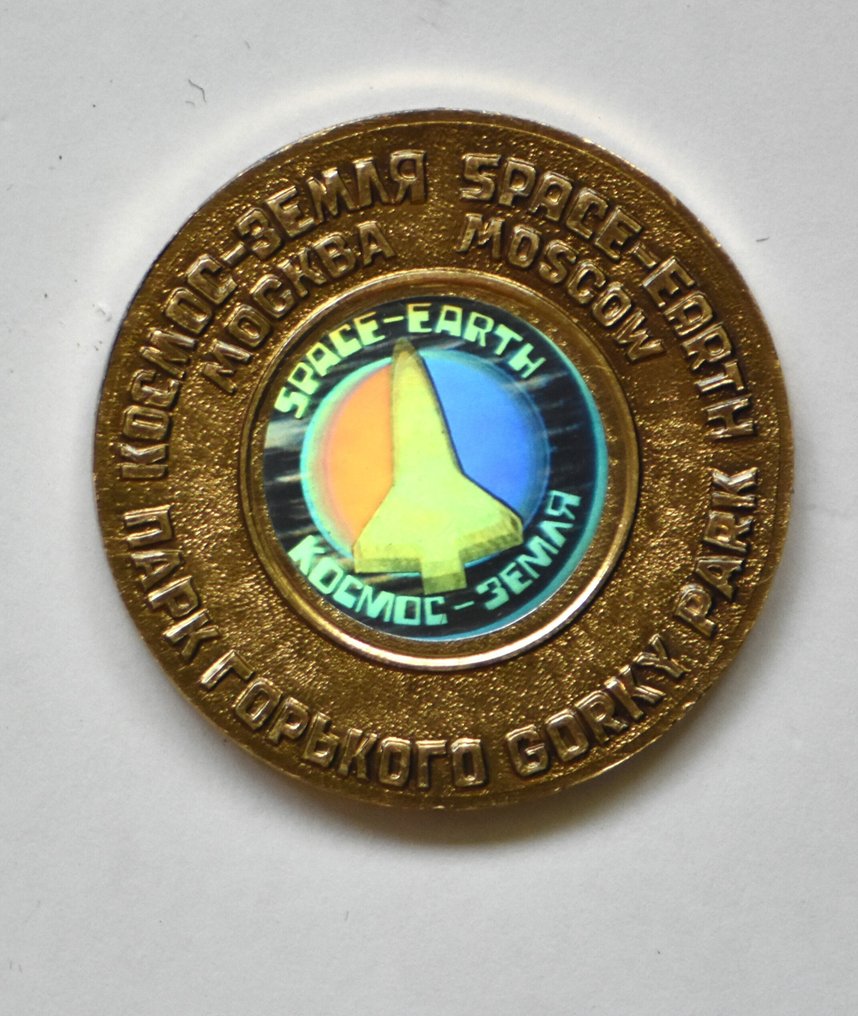 КОСМОС-ЗЕМЛЯ SPACE-EARTH
МОСКВА MOSCOW
SPACE-EARTH
КОСМОС-ЗЕМЛЯ
ПАРК ГОРЬКОГО GORKY PARK